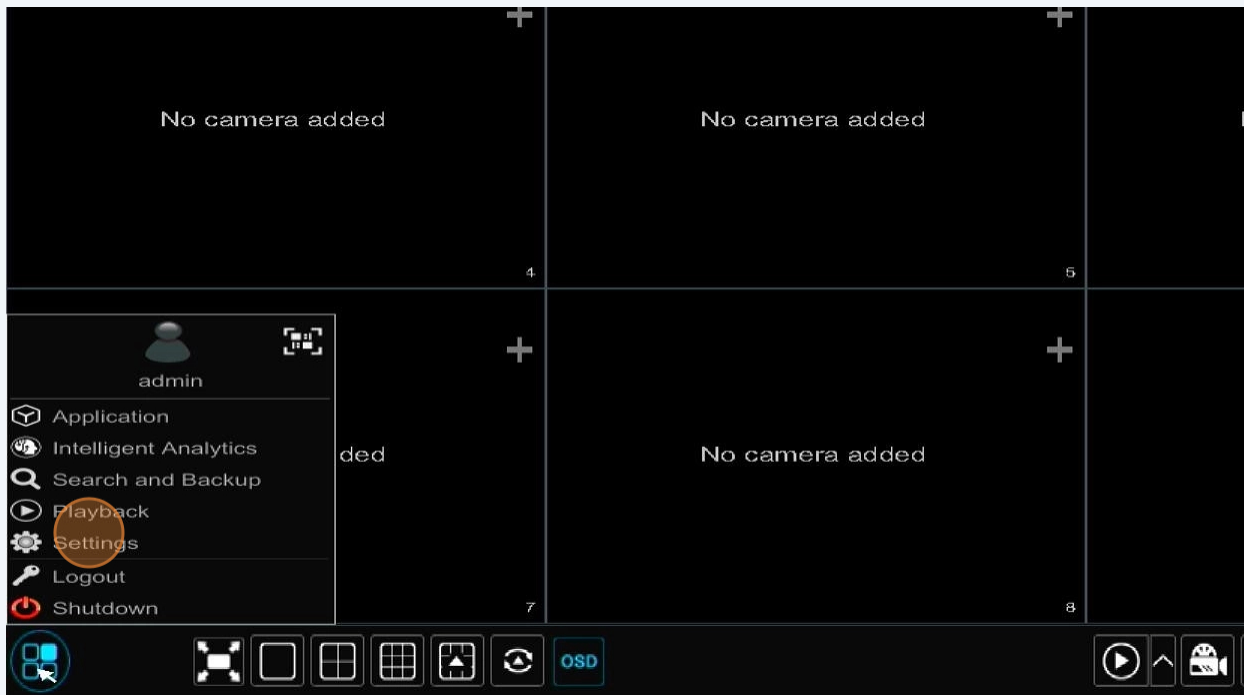 No camera added
No camera added
4
5
admin
Application
Intelligent Analytics
ded
No camera added
Search and Backup
Playback
Settings
Logout
Shutdown
7
8
OSD